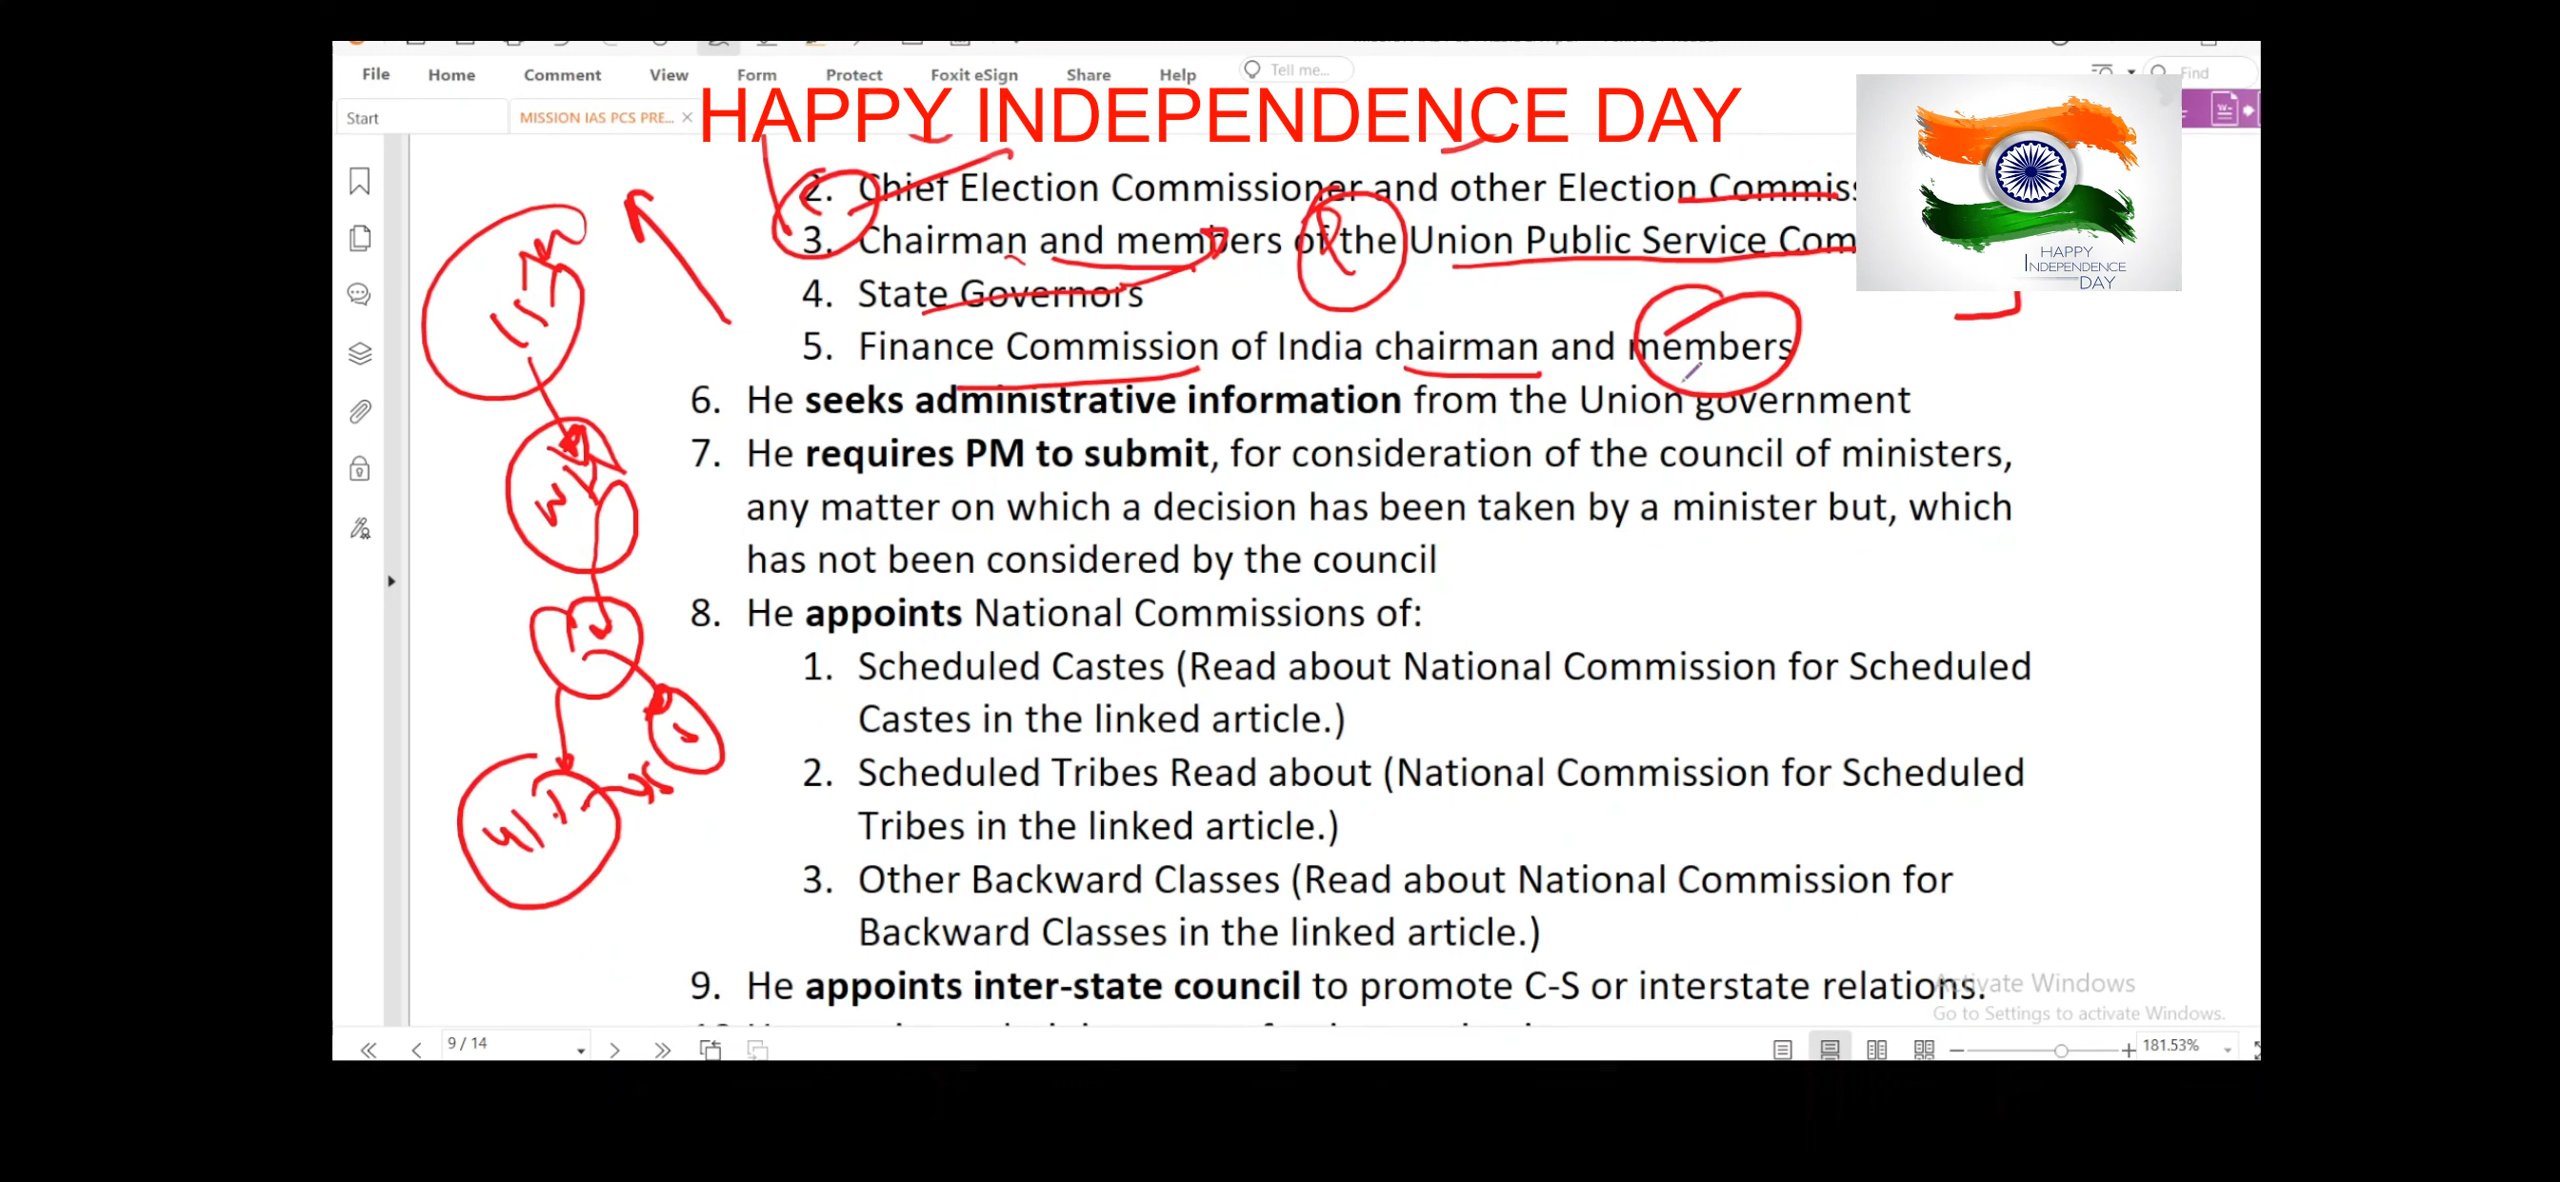 File Home Comment View Form Protect Foxit eSign Share Help Tell me... Find
Start MISSION IAS PCS PRE...
HAPPY INDEPENDENCE DAY
2. Chief Election Commissioner and other Election Commiss
3. Chairman and members of the Union Public Service Com
HAPPY
INDEPENDENCE
DAY
4. State Governors
5. Finance Commission of India chairman and members
6. He seeks administrative information from the Union government
7. He requires PM to submit, for consideration of the council of ministers,
any matter on which a decision has been taken by a minister but, which
has not been considered by the council
8. He appoints National Commissions of:
1. Scheduled Castes (Read about National Commission for Scheduled
Castes in the linked article.)
2. Scheduled Tribes Read about (National Commission for Scheduled
Tribes in the linked article.)
3. Other Backward Classes (Read about National Commission for
Backward Classes in the linked article.)
9. He appoints inter-state council to promote C-S or interstate relations.
Activate Windows
Go to Settings to activate Windows.
9 / 14 181.53%